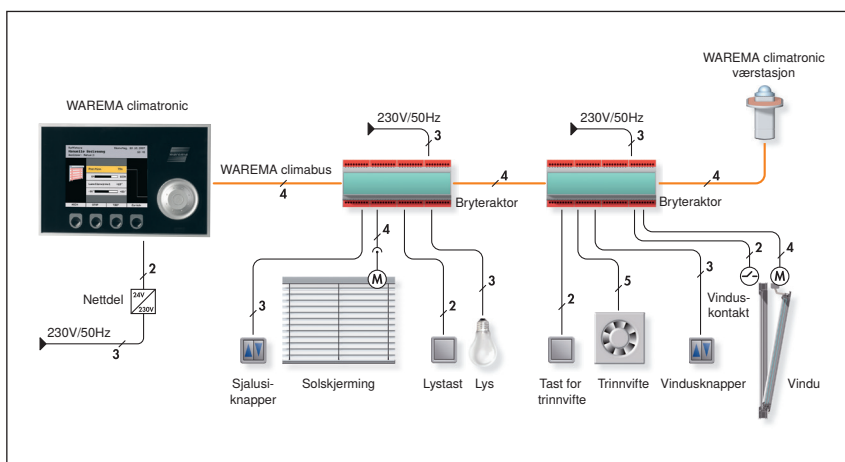 WAREMA climatronic
værstasjon
WAREMA climatronic
230V/50Hz
3
230V/50Hz
3
WAREMA climabus
4
4
4
Bryteraktor
Bryteraktor
Manuelle Bedienung
2
Nettdel
24V
230V
230V/50Hz
3
4
M
3
2
3
2
5
3
2
4
M
Vindus-
kontakt
Sjalusi-
knapper
Solskjerming
Lystast
Lys
Tast for
trinnvifte
Trinnvifte
Vindusknapper
Vindu